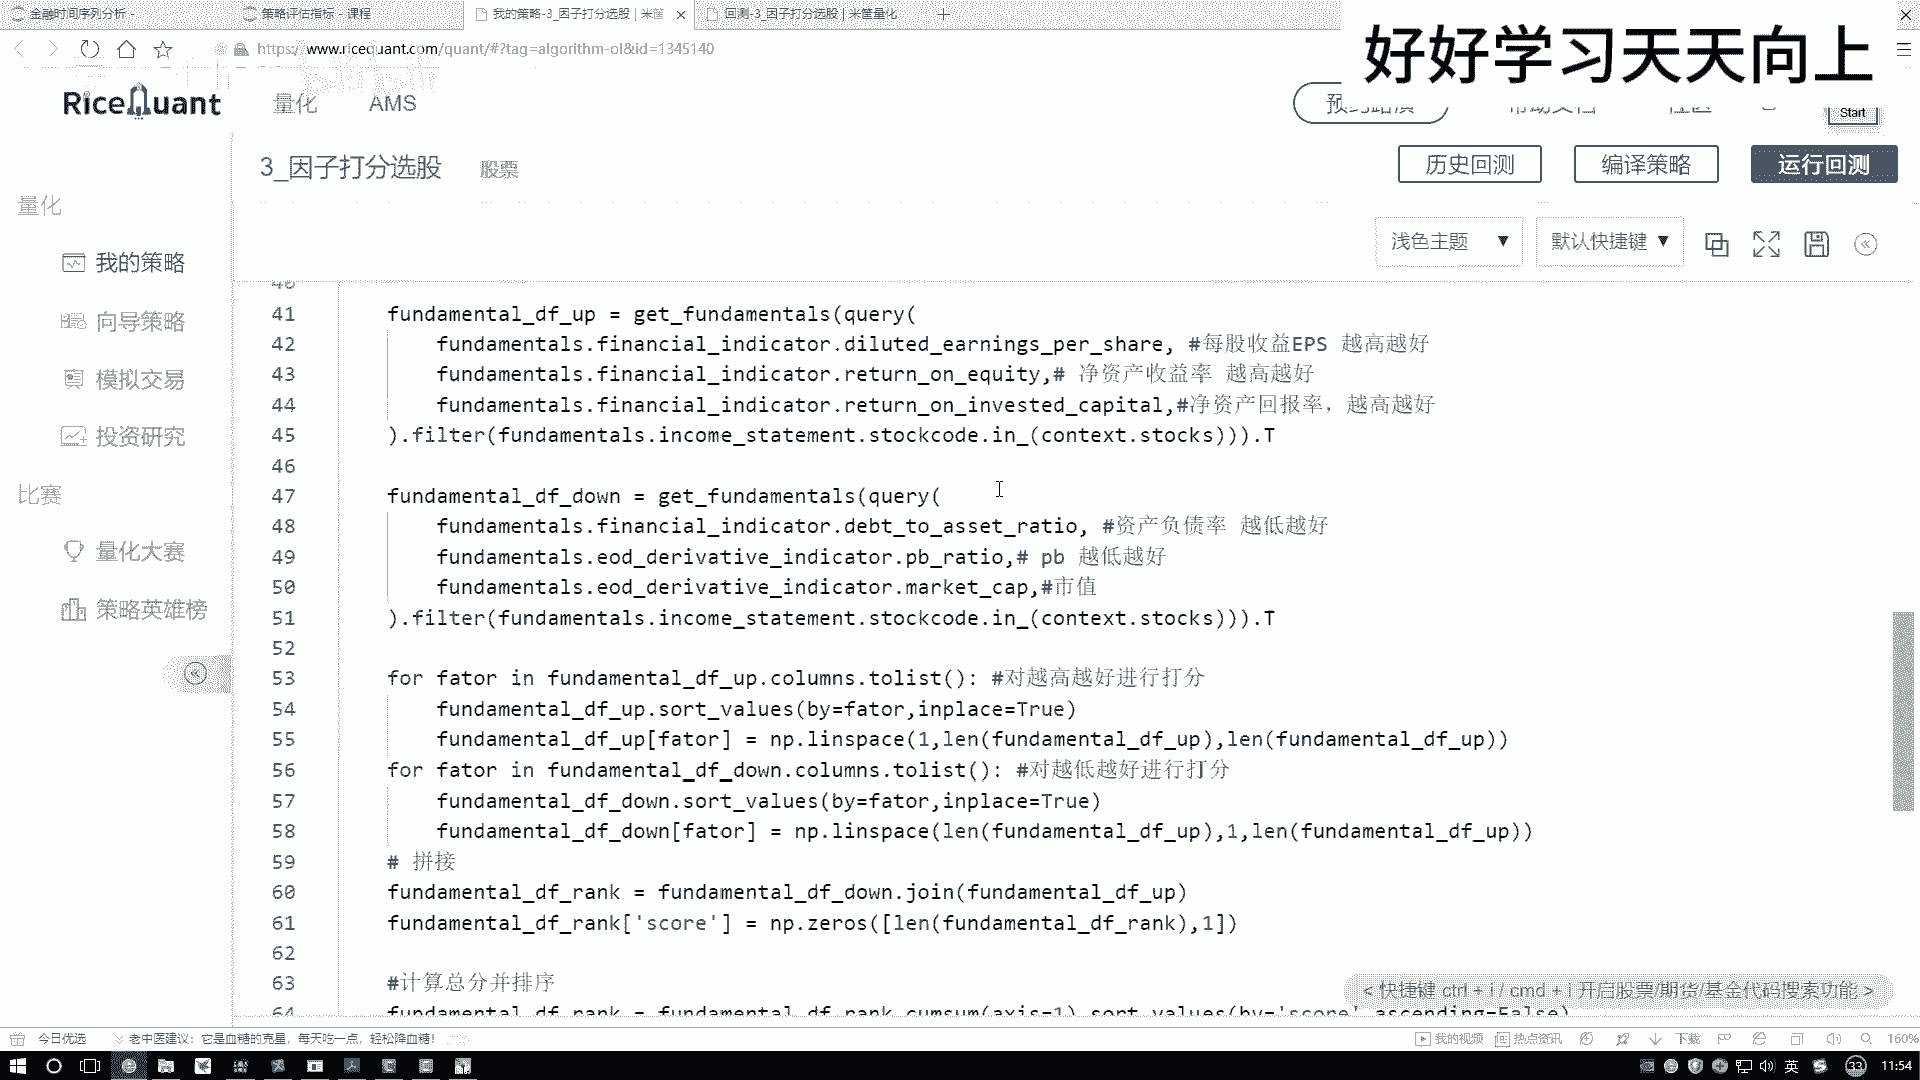 金融时间序列分析 -
策略评估指标 - 课程
我的策略-3_因子打分选股 | 米筐
回测-3_因子打分选股 | 米筐量化
好好学习天天向上
https://www.ricequant.com/quant/#?tag=algorithm-ol&id=1345140
RiceQuant
量化
AMS
Start
3_因子打分选股 股票
历史回测
编译策略
运行回测
量化
我的策略
向导策略
模拟交易
投资研究
比赛
量化大赛
策略英雄榜
浅色主题 ▼
默认快捷键 ▼
40
41 fundamental_df_up = get_fundamentals(query(
42 fundamentals.financial_indicator.diluted_earnings_per_share, #每股收益EPS 越高越好
43 fundamentals.financial_indicator.return_on_equity,# 净资产收益率 越高越好
44 fundamentals.financial_indicator.return_on_invested_capital,#净资产回报率，越高越好
45 ).filter(fundamentals.income_statement.stockcode.in_(context.stocks))).T
46
47 fundamental_df_down = get_fundamentals(query(
48 fundamentals.financial_indicator.debt_to_asset_ratio, #资产负债率 越低越好
49 fundamentals.eod_derivative_indicator.pb_ratio,# pb 越低越好
50 fundamentals.eod_derivative_indicator.market_cap,#市值
51 ).filter(fundamentals.income_statement.stockcode.in_(context.stocks))).T
52
53 for fator in fundamental_df_up.columns.tolist(): #对越高越好进行打分
54 fundamental_df_up.sort_values(by=fator,inplace=True)
55 fundamental_df_up[fator] = np.linspace(1,len(fundamental_df_up),len(fundamental_df_up))
56 for fator in fundamental_df_down.columns.tolist(): #对越低越好进行打分
57 fundamental_df_down.sort_values(by=fator,inplace=True)
58 fundamental_df_down[fator] = np.linspace(len(fundamental_df_up),1,len(fundamental_df_up))
59 # 拼接
60 fundamental_df_rank = fundamental_df_down.join(fundamental_df_up)
61 fundamental_df_rank['score'] = np.zeros([len(fundamental_df_rank),1])
62
63 #计算总分并排序
64 fundamental_df_rank = fundamental_df_rank.cumsum(axis=1).sort_values(by='score',ascending=False)
< 快捷键 ctrl + i / cmd + i 开启股票/期货/基金代码搜索功能 >
今日优选
老中医建议：它是血糖的克星，每天吃一点，轻松降血糖！
我的视频
热点资讯
下载
160%
英
33
11:54